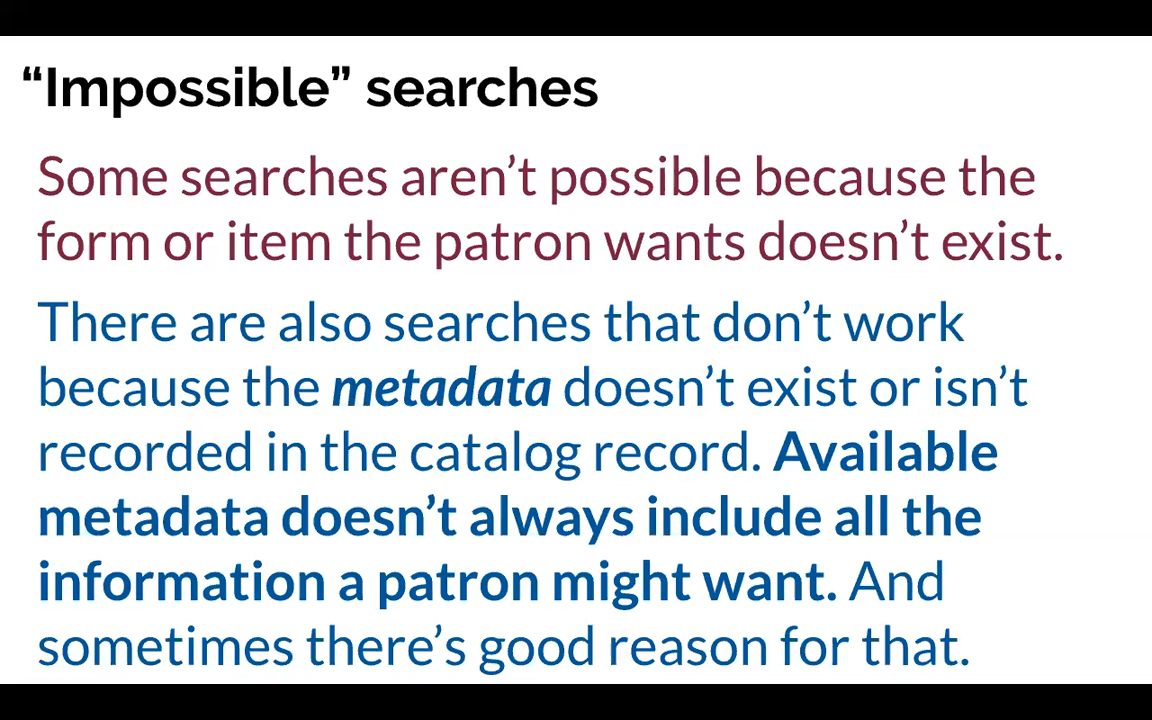 “Impossible” searches
Some searches aren’t possible because the
form or item the patron wants doesn’t exist.
There are also searches that don’t work
because the metadata doesn’t exist or isn’t
recorded in the catalog record. Available
metadata doesn’t always include all the
information a patron might want. And
sometimes there’s good reason for that.